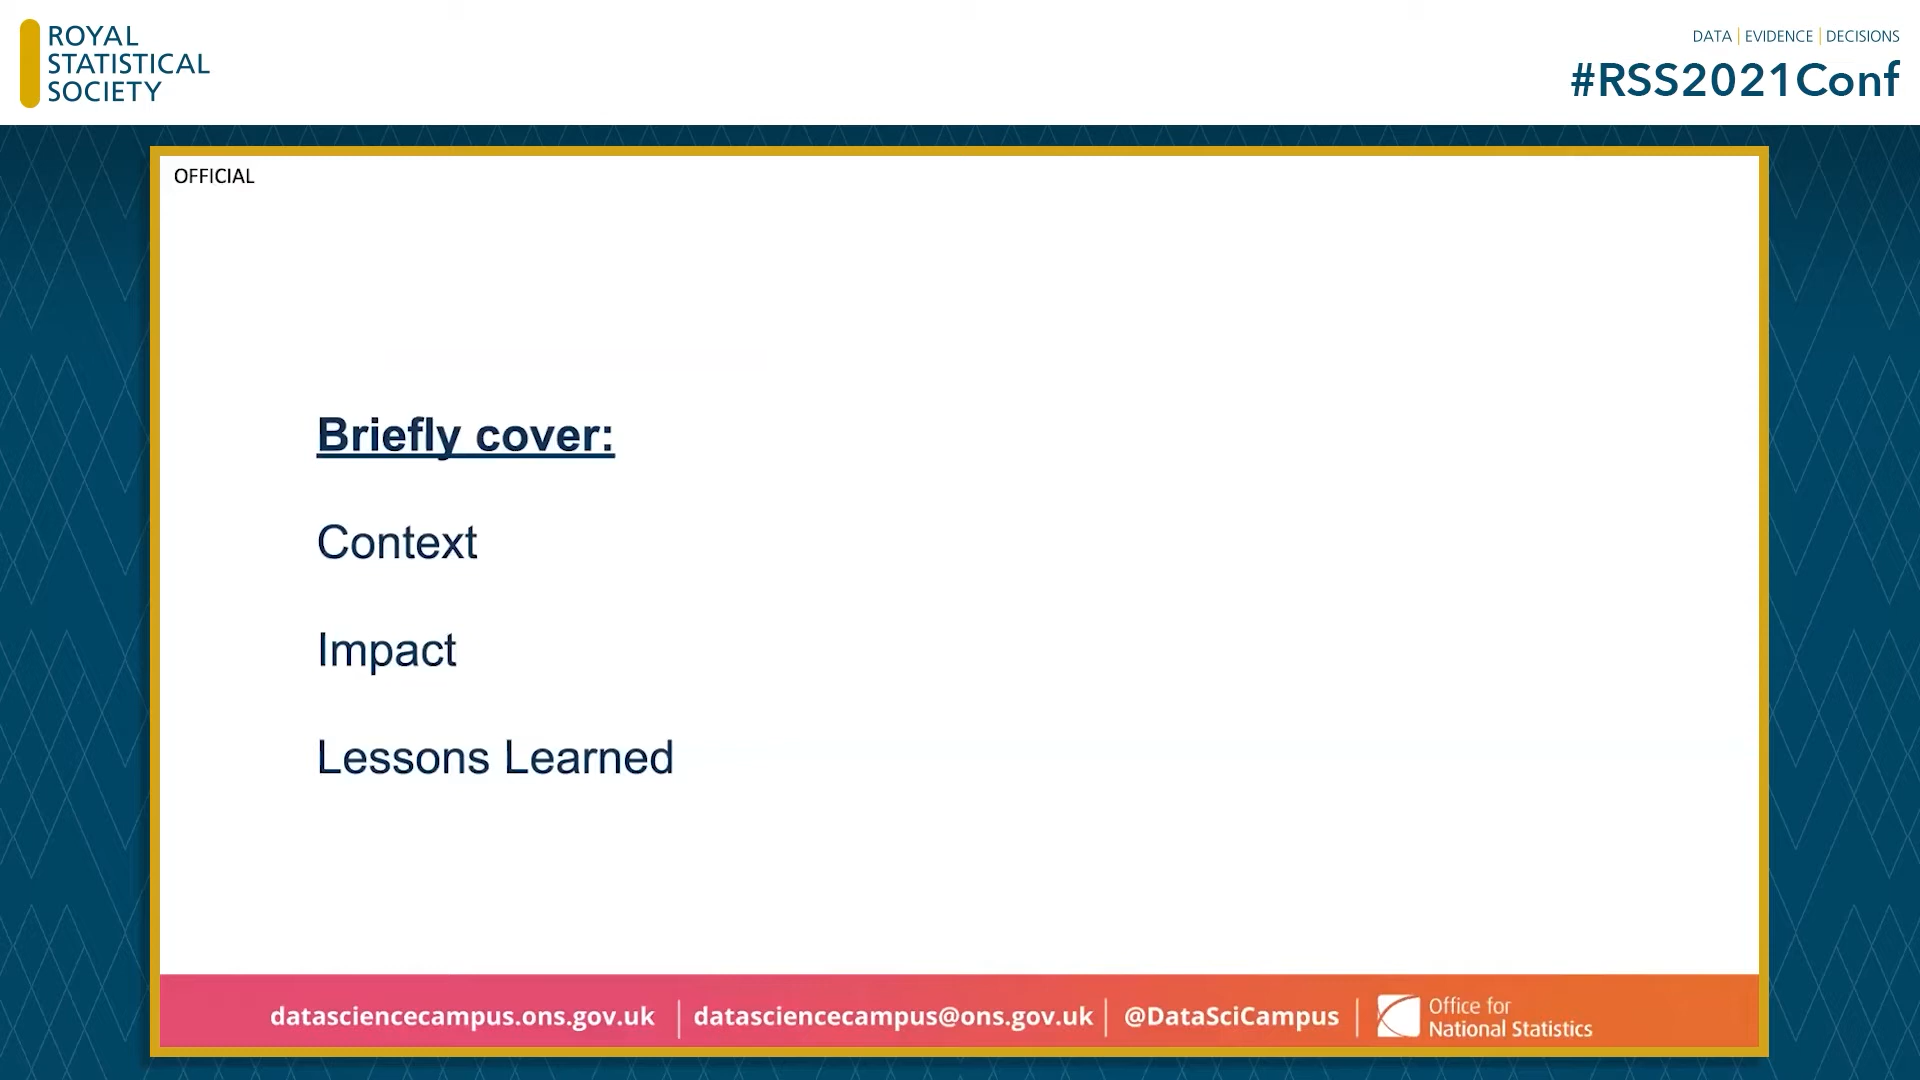 ROYAL
STATISTICAL
SOCIETY
DATA | EVIDENCE | DECISIONS
#RSS2021Conf
OFFICIAL
Briefly cover:
Context
Impact
Lessons Learned
datasciencecampus.ons.gov.uk | datasciencecampus@ons.gov.uk | @DataSciCampus | Office for
National Statistics